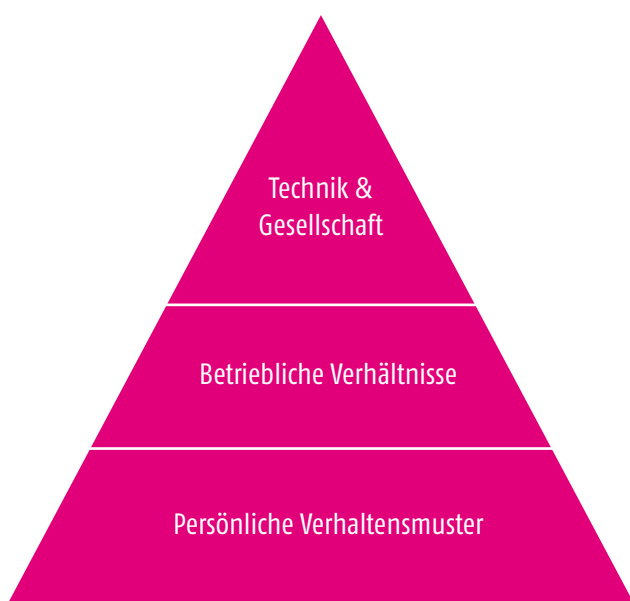 Technik &
Gesellschaft
Betriebliche Verhältnisse
Persönliche Verhaltensmuster